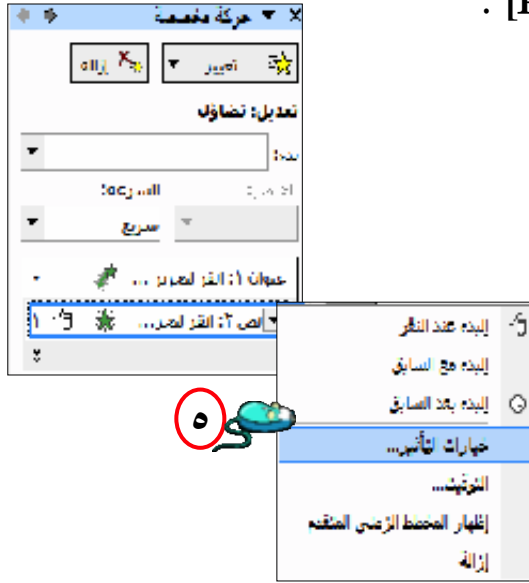 . [
حركة مخصصة
تغيير
إزالة
تعديل: تضاؤل
بدء:
السرعة:
سريع
عنوان ١: انقر لتحرير ...
نص ٢: انقر لتحر...
١
البدء عند النقر
البدء مع السابق
البدء بعد السابق
خيارات التأثير...
التوقيت...
إظهار المخطط الزمني المتقدم
إزالة
٥